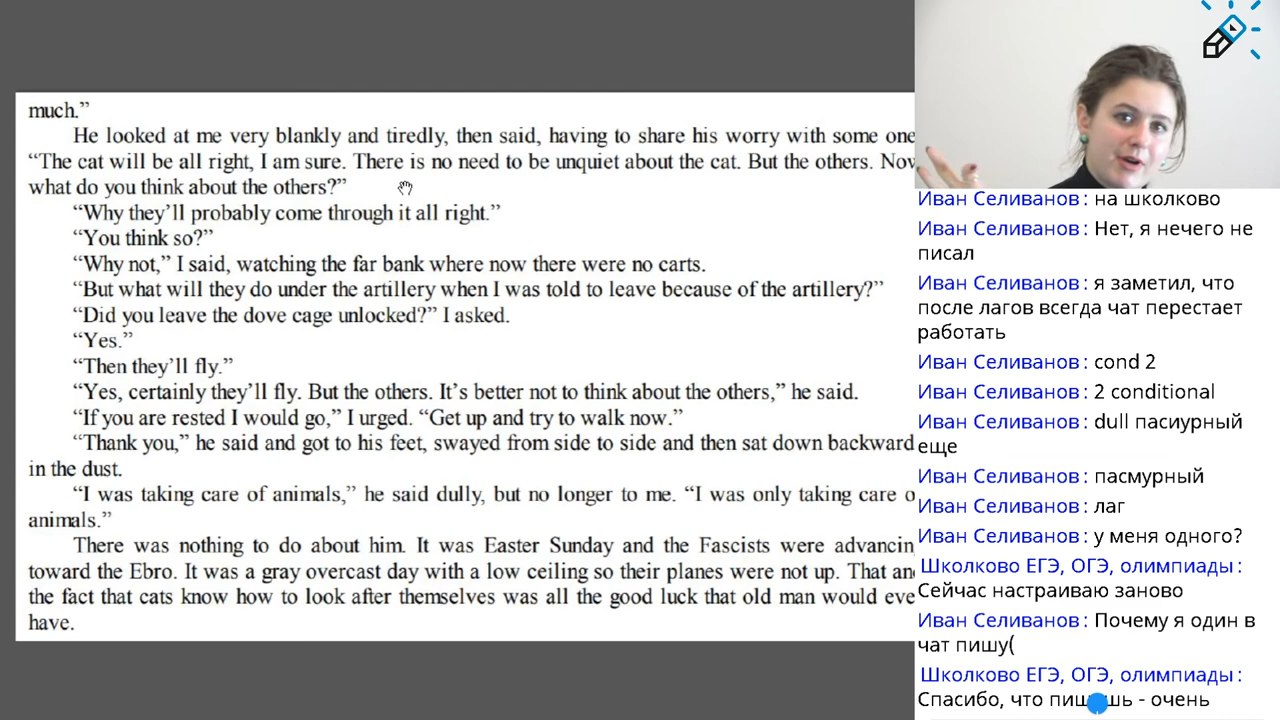 much.”
He looked at me very blankly and tiredly, then said, having to share his worry with some one
“The cat will be all right, I am sure. There is no need to be unquiet about the cat. But the others. Now
what do you think about the others?”
“Why they’ll probably come through it all right.”
“You think so?”
“Why not,” I said, watching the far bank where now there were no carts.
“But what will they do under the artillery when I was told to leave because of the artillery?”
“Did you leave the dove cage unlocked?” I asked.
“Yes.”
“Then they’ll fly.”
“Yes, certainly they’ll fly. But the others. It’s better not to think about the others,” he said.
“If you are rested I would go,” I urged. “Get up and try to walk now.”
“Thank you,” he said and got to his feet, swayed from side to side and then sat down backward
in the dust.
“I was taking care of animals,” he said dully, but no longer to me. “I was only taking care o
animals.”
There was nothing to do about him. It was Easter Sunday and the Fascists were advancin
toward the Ebro. It was a gray overcast day with a low ceiling so their planes were not up. That an
the fact that cats know how to look after themselves was all the good luck that old man would eve
have.
Иван Селиванов: на школково
Иван Селиванов: Нет, я нечего не
писал
Иван Селиванов: я заметил, что
после лагов всегда чат перестает
работать
Иван Селиванов: cond 2
Иван Селиванов: 2 conditional
Иван Селиванов: dull пасиурный
еще
Иван Селиванов: пасмурный
Иван Селиванов: лаг
Иван Селиванов: у меня одного?
Школково ЕГЭ, ОГЭ, олимпиады:
Сейчас настраиваю заново
Иван Селиванов: Почему я один в
чат пишу(
Школково ЕГЭ, ОГЭ, олимпиады:
Спасибо, что пишешь - очень